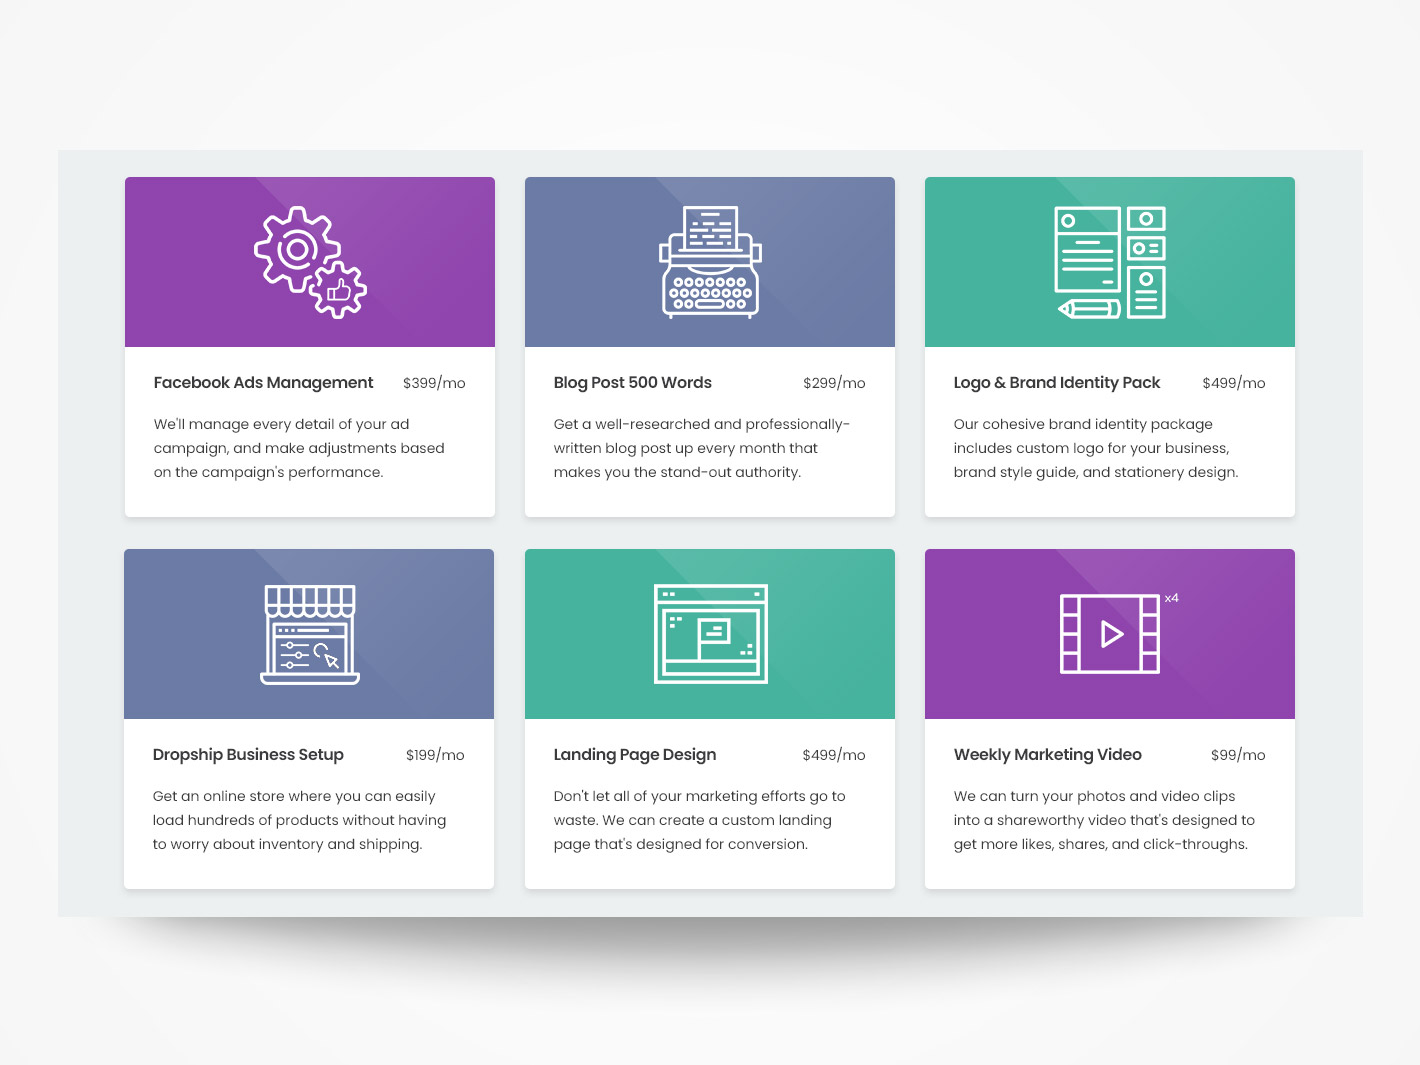 Facebook Ads Management $399/mo
We'll manage every detail of your ad
campaign, and make adjustments based
on the campaign's performance.
Blog Post 500 Words $299/mo
Get a well-researched and professionally-
written blog post up every month that
makes you the stand-out authority.
Logo & Brand Identity Pack $499/mo
Our cohesive brand identity package
includes custom logo for your business,
brand style guide, and stationery design.
Dropship Business Setup $199/mo
Get an online store where you can easily
load hundreds of products without having
to worry about inventory and shipping.
Landing Page Design $499/mo
Don't let all of your marketing efforts go to
waste. We can create a custom landing
page that's designed for conversion.
x4
Weekly Marketing Video $99/mo
We can turn your photos and video clips
into a shareworthy video that's designed to
get more likes, shares, and click-throughs.